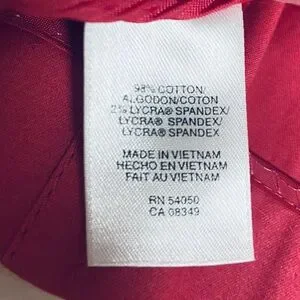 98% COTTON/
ALGODON/COTON
2% LYCRA® SPANDEX/
LYCRA® SPANDEX/
LYCRA® SPANDEX
MADE IN VIETNAM
HECHO EN VIETNAM
FAIT AU VIETNAM
RN 54050
CA 08349